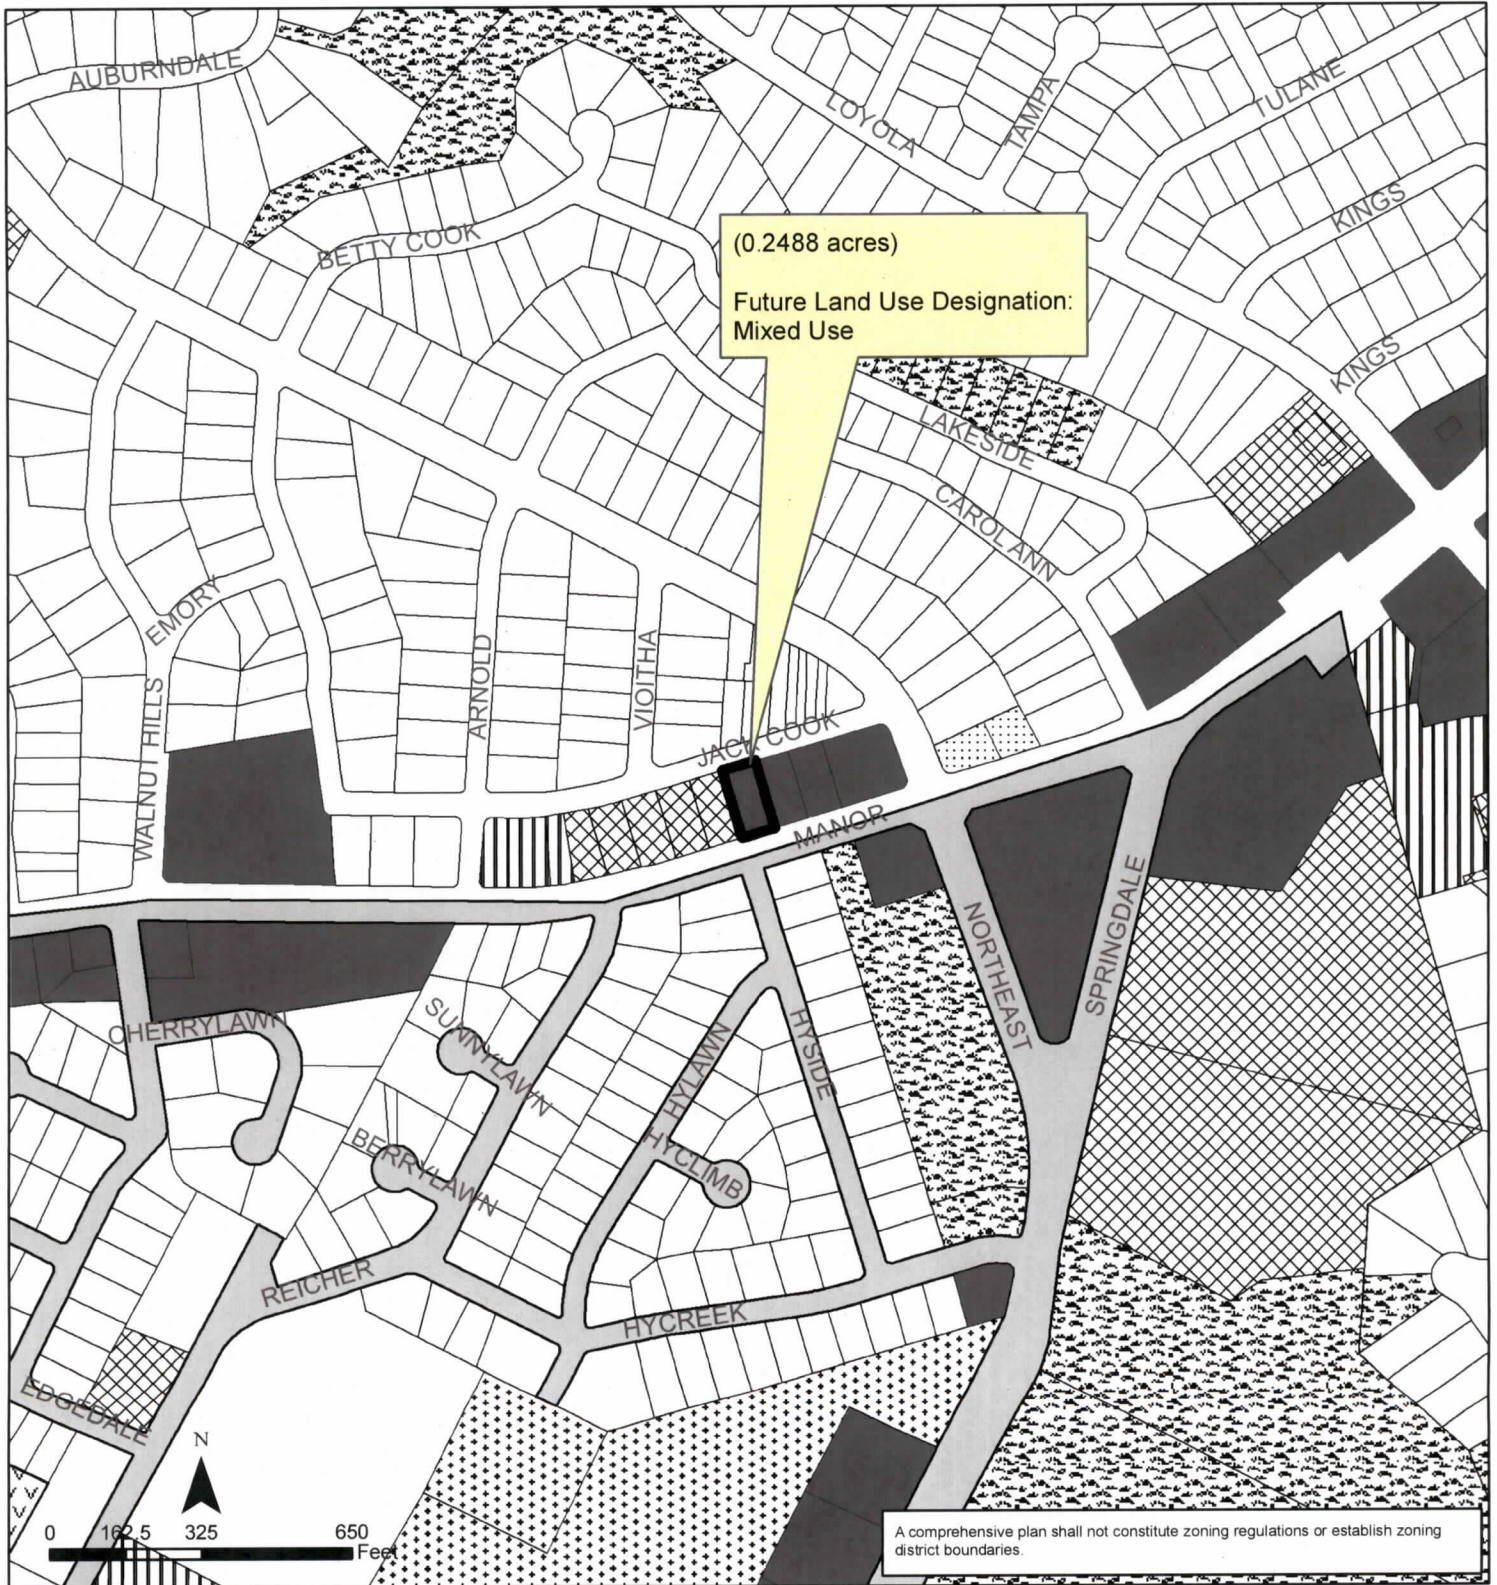 AUBURNDALE
LOYOLA
TAMPA
TULANE
KINGS
BETTY COOK
(0.2488 acres)
Future Land Use Designation:
Mixed Use
KINGS
LAKESIDE
CAROL ANN
EMORY
WALNUT HILLS
ARNOLD
VIOITHA
JACK COOK
MANOR
NORTHEAST
SPRINGDALE
CHERRYLAWN
SUNNYLAWN
HYLAWN
HYSIDE
BERRYLAWN
HYCLIMB
REICHER
HYCREEK
EDGEDALE
N
0 162.5 325 650
Feet
A comprehensive plan shall not constitute zoning regulations or establish zoning
district boundaries.